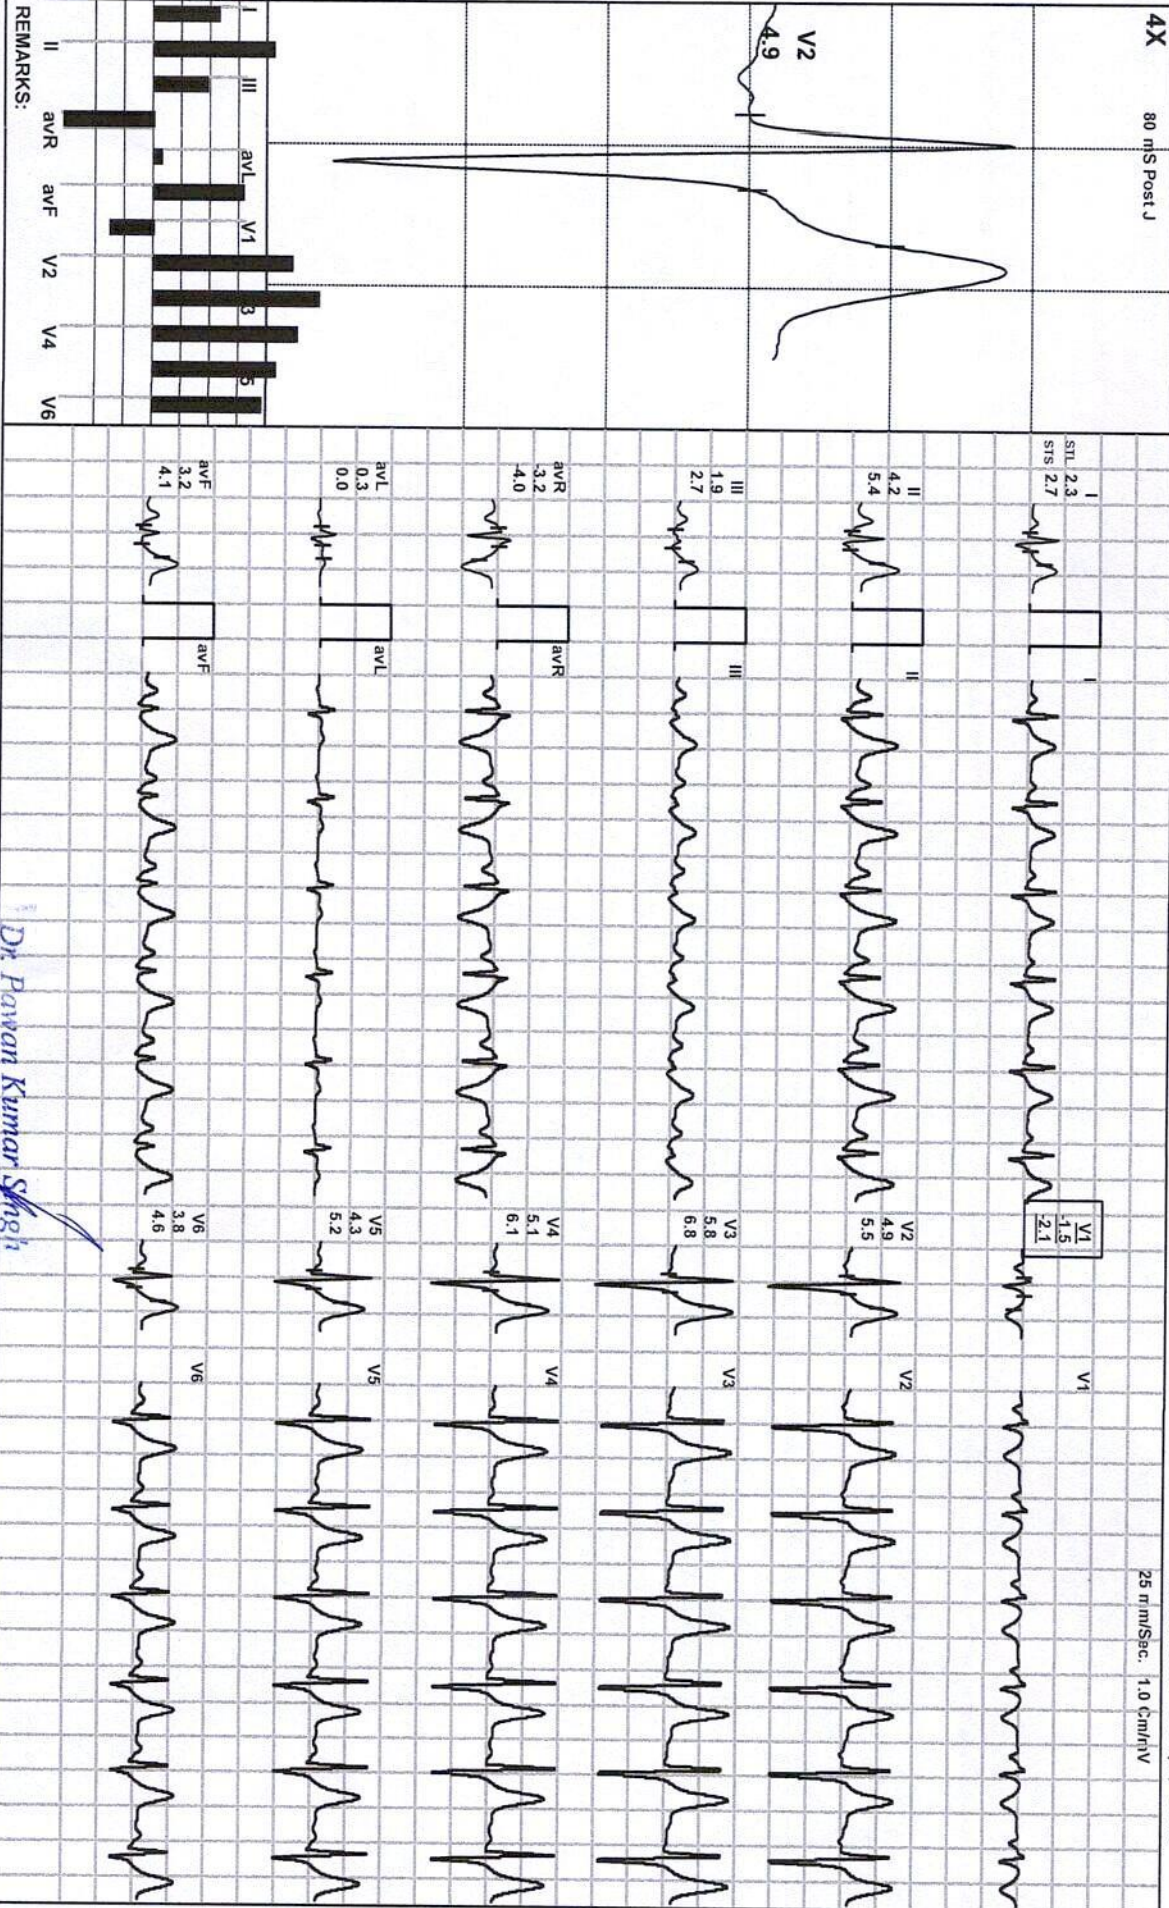 4X
80 mS Post J
25 mm/Sec. 1.0 Cm/mV
V2
4.9
I
STL 2.3
STS 2.7
I
V1
-1.5
-2.1
V1
II
4.2
5.4
II
V2
4.9
5.5
V2
III
1.9
2.7
III
V3
5.8
6.8
V3
avR
-3.2
-4.0
avR
V4
5.1
6.1
V4
avL
0.3
0.0
avL
V5
4.3
5.2
V5
avF
3.2
4.1
avF
V6
3.8
4.6
V6
I III avL V1 3 5
II avR avF V2 V4 V6
REMARKS:
Dr. Pawan Kumar Singh